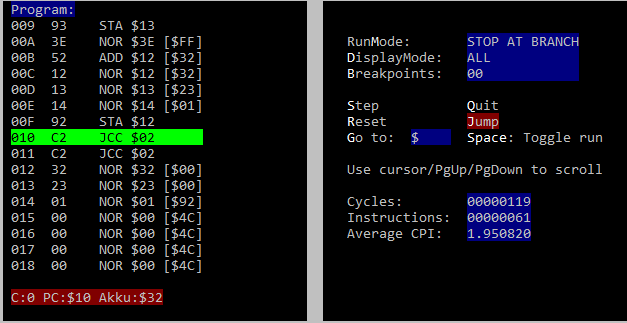 Program:
009 93 STA $13
00A 3E NOR $3E [$FF]
00B 52 ADD $12 [$32]
00C 12 NOR $12 [$32]
00D 13 NOR $13 [$23]
00E 14 NOR $14 [$01]
00F 92 STA $12
010 C2 JCC $02
011 C2 JCC $02
012 32 NOR $32 [$00]
013 23 NOR $23 [$00]
014 01 NOR $01 [$92]
015 00 NOR $00 [$4C]
016 00 NOR $00 [$4C]
017 00 NOR $00 [$4C]
018 00 NOR $00 [$4C]
C:0 PC:$10 Akku:$32
RunMode: STOP AT BRANCH
DisplayMode: ALL
Breakpoints: 00
Step Quit
Reset Jump
Go to: $ Space: Toggle run
Use cursor/PgUp/PgDown to scroll
Cycles: 00000119
Instructions: 00000061
Average CPI: 1.950820